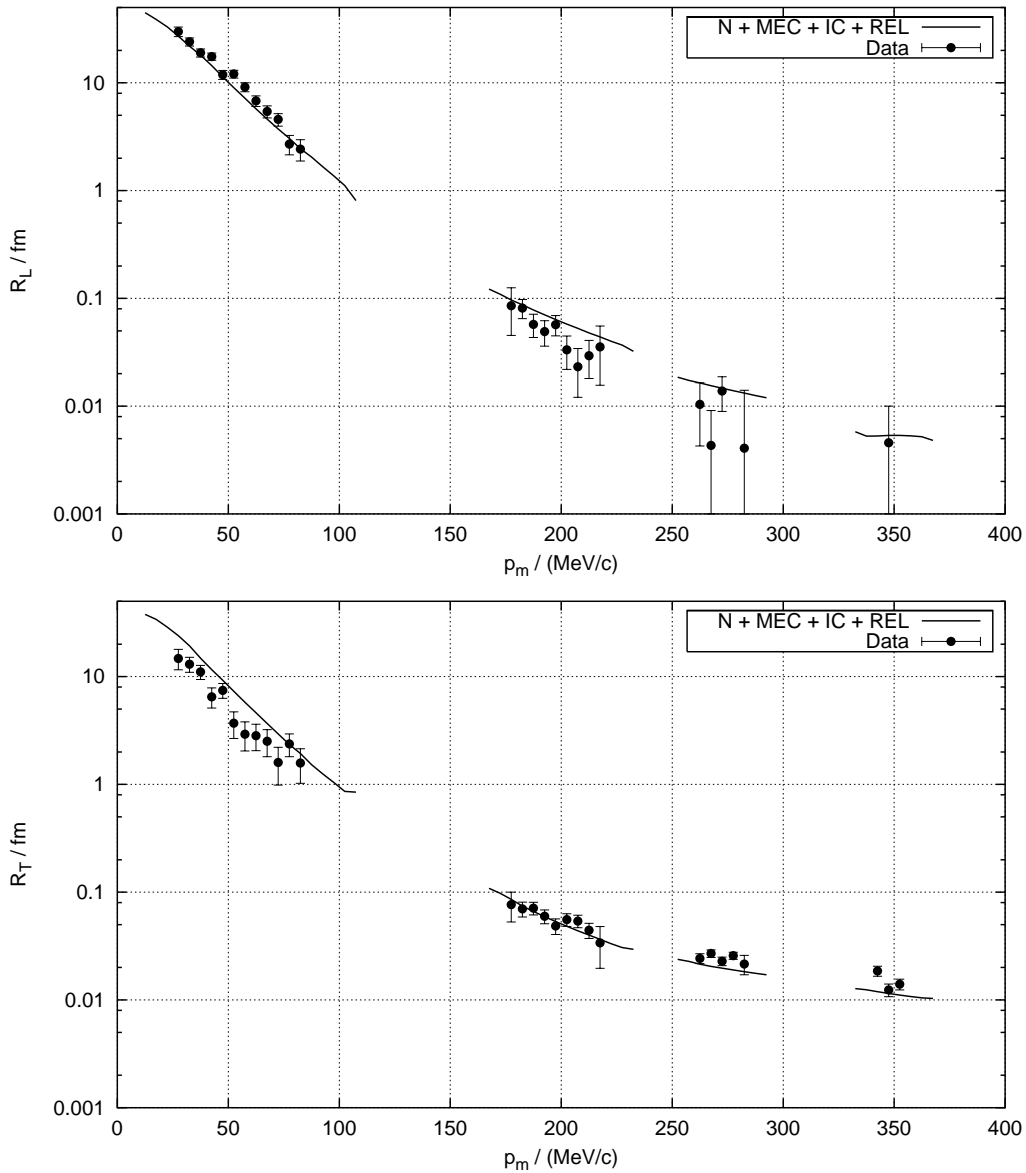 N + MEC + IC + REL
Data
10
1
0.1
0.01
0.001
R_L / fm
0 50 100 150 200 250 300 350 400
p_m / (MeV/c)
N + MEC + IC + REL
Data
10
1
0.1
0.01
0.001
R_T / fm
0 50 100 150 200 250 300 350 400
p_m / (MeV/c)